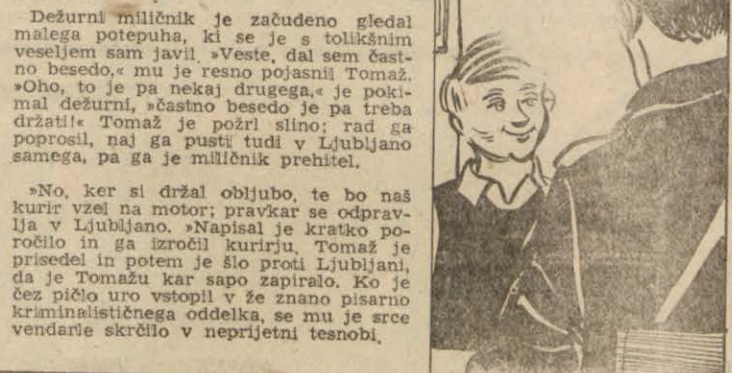 Dežurni miličnik je začudeno gledal
malega potepuha, ki se je s tolikšnim
veseljem sam javil. »Veste, dal sem čast-
no besedo,« mu je resno pojasnil Tomaž.
»Oho, to je pa nekaj drugega,« je poki-
mal dežurni, »častno besedo je pa treba
držati!« Tomaž je požrl slino; rad ga
poprosil, naj ga pusti tudi v Ljubljano
samega, pa ga je miličnik prehitel.
»No, ker si držal obljubo, te bo naš
kurir vzel na motor; pravkar se odprav-
lja v Ljubljano. »Napisal je kratko po-
ročilo in ga izročil kurirju, Tomaž je
prisedel in potem je šlo proti Ljubljani,
da je Tomažu kar sapo zapiralo. Ko je
čez pičlo uro vstopil v že znano pisarno
kriminalističnega oddelka, se mu je srce
vendarle skrčilo v neprijetni tesnobi.